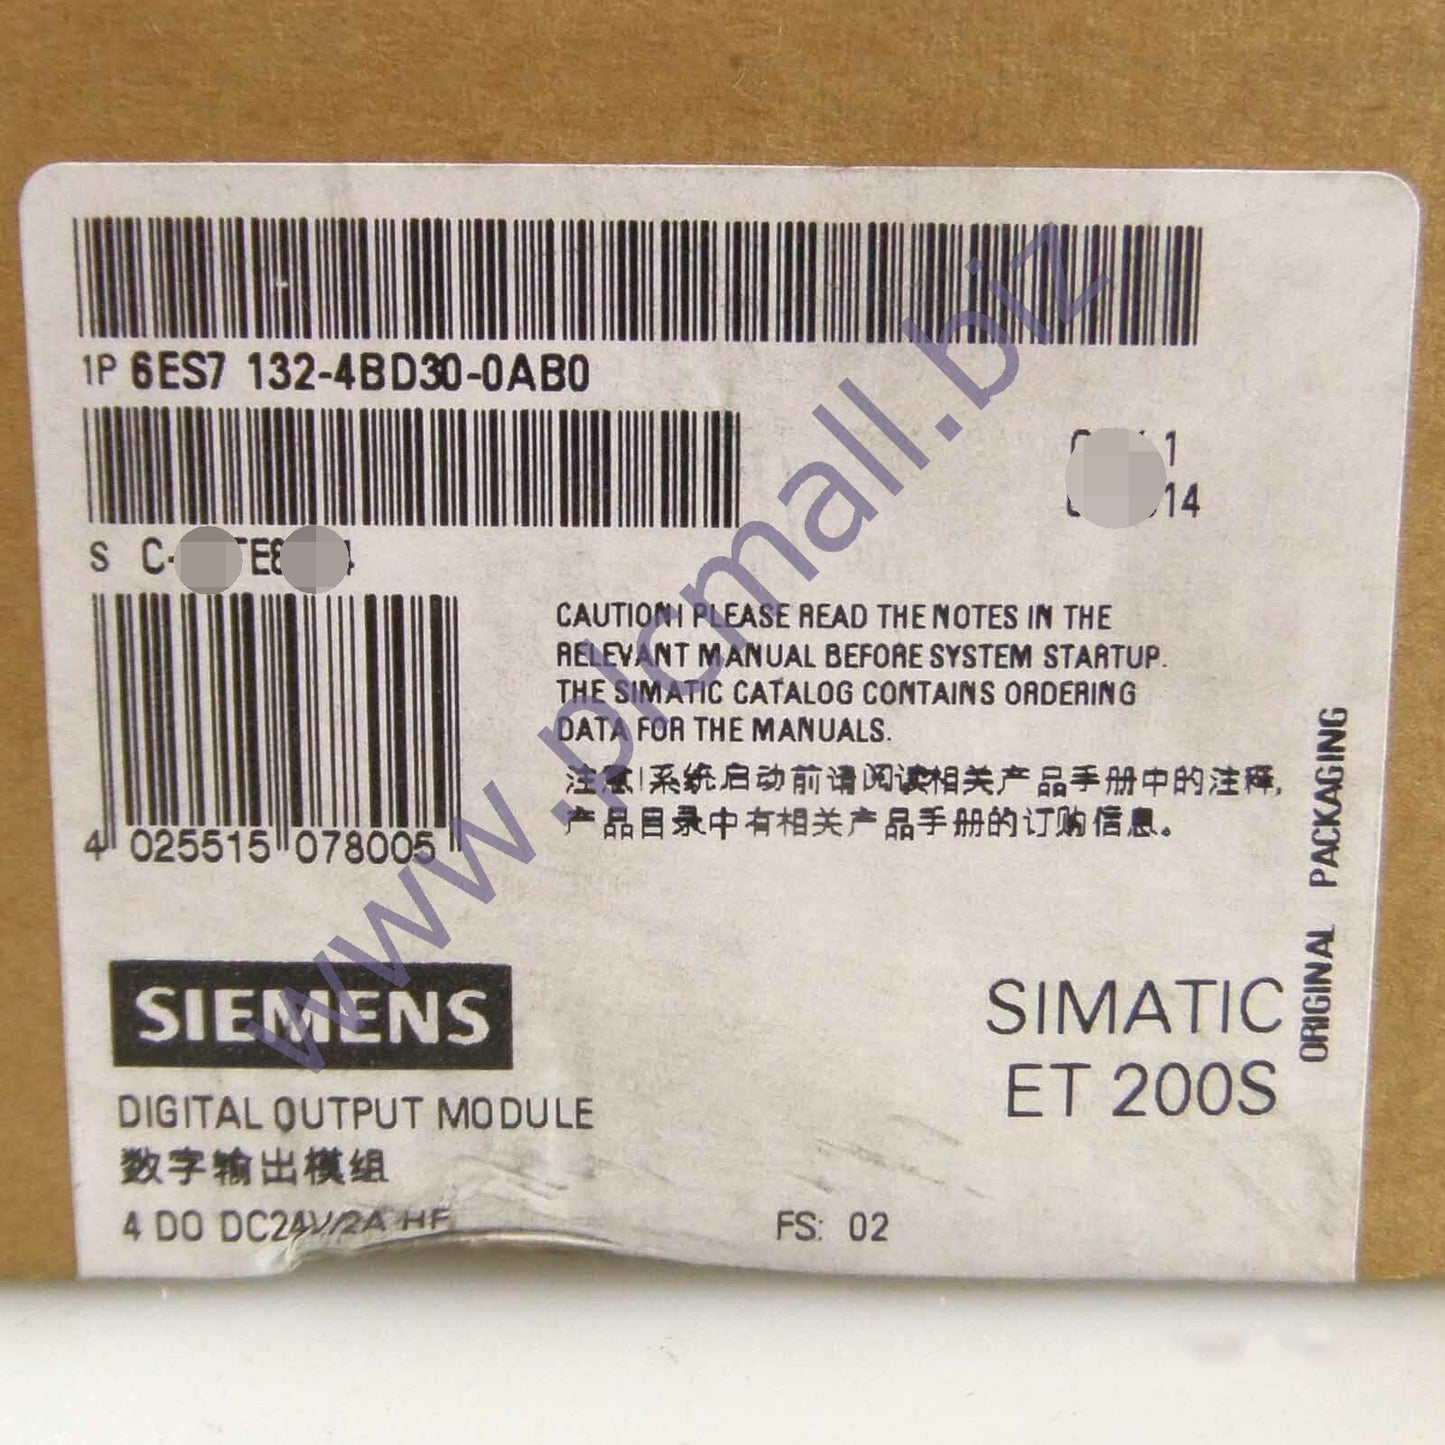 1P 6ES7 132-4BD30-0AB0
S C-
4 025515 078005
CAUTION! PLEASE READ THE NOTES IN THE
RELEVANT MANUAL BEFORE SYSTEM STARTUP.
THE SIMATIC CATALOG CONTAINS ORDERING
DATA FOR THE MANUALS.
注意!系统启动前请阅读相关产品手册中的注释,
产品目录中有相关产品手册的订购信息。
ORIGINAL PACKAGING
SIEMENS
SIMATIC
ET 200S
DIGITAL OUTPUT MODULE
数字输出模组
4 DO DC24V/2A HF
FS: 02
www.plcmall.biz